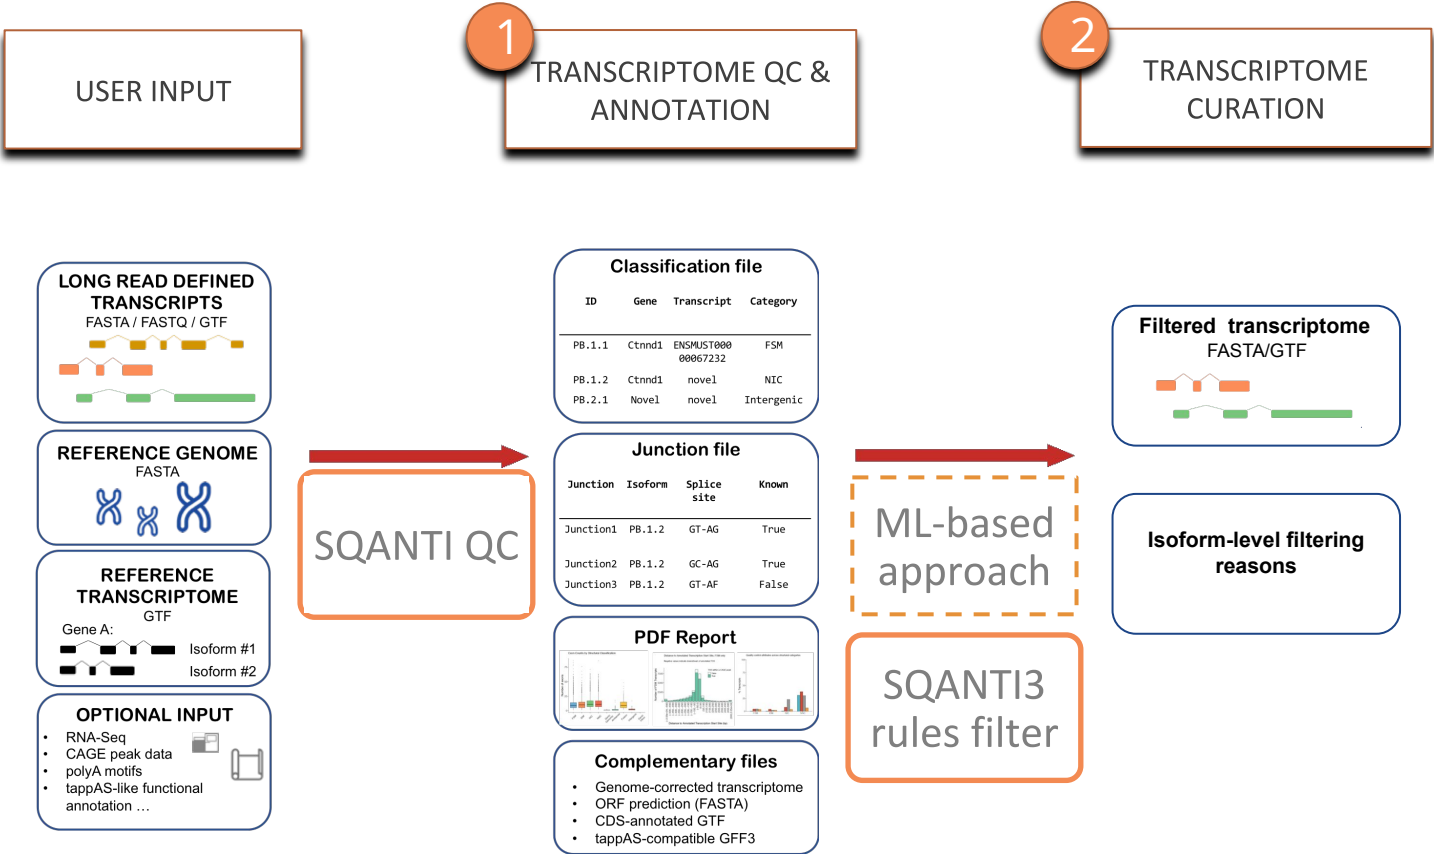 USER INPUT
1
TRANSCRIPTOME QC &
ANNOTATION
2
TRANSCRIPTOME
CURATION
LONG READ DEFINED
TRANSCRIPTS
FASTA / FASTQ / GTF
REFERENCE GENOME
FASTA
REFERENCE
TRANSCRIPTOME
GTF
Gene A:
Isoform #1
Isoform #2
OPTIONAL INPUT
• RNA-Seq
• CAGE peak data
• polyA motifs
• tappAS-like functional
annotation ...
SQANTI QC
Classification file
ID Gene Transcript Category
PB.1.1 Ctnnd1 ENSMUST000 FSM
00067232
PB.1.2 Ctnnd1 novel NIC
PB.2.1 Novel novel Intergenic
Junction file
Junction Isoform Splice Known
site
Junction1 PB.1.2 GT-AG True
Junction2 PB.1.2 GC-AG True
Junction3 PB.1.2 GT-AF False
PDF Report
Complementary files
• Genome-corrected transcriptome
• ORF prediction (FASTA)
• CDS-annotated GTF
• tappAS-compatible GFF3
ML-based
approach
SQANTI3
rules filter
Filtered transcriptome
FASTA/GTF
Isoform-level filtering
reasons